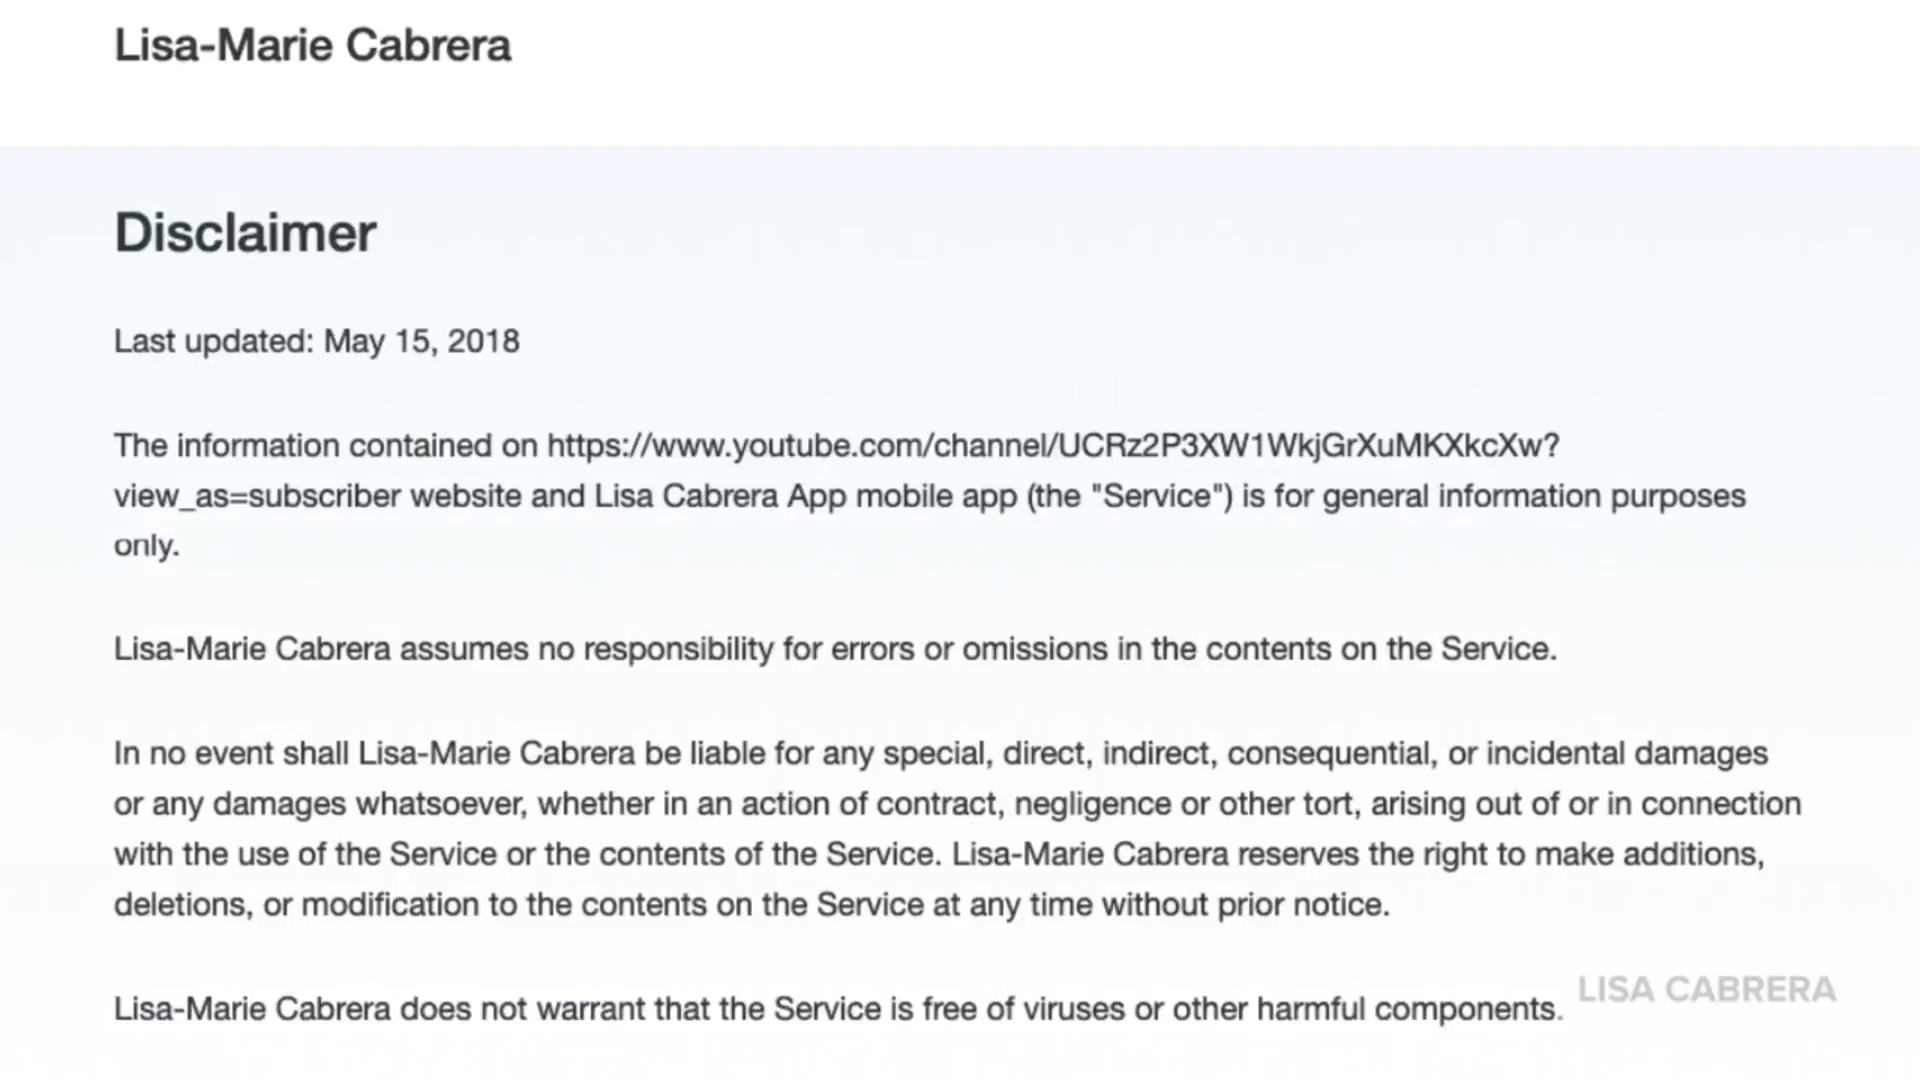 Lisa-Marie Cabrera
Disclaimer
Last updated: May 15, 2018
The information contained on https://www.youtube.com/channel/UCRz2P3XW1WkjGrXuMKXkcXw?
view_as=subscriber website and Lisa Cabrera App mobile app (the "Service") is for general information purposes
only.
Lisa-Marie Cabrera assumes no responsibility for errors or omissions in the contents on the Service.
In no event shall Lisa-Marie Cabrera be liable for any special, direct, indirect, consequential, or incidental damages
or any damages whatsoever, whether in an action of contract, negligence or other tort, arising out of or in connection
with the use of the Service or the contents of the Service. Lisa-Marie Cabrera reserves the right to make additions,
deletions, or modification to the contents on the Service at any time without prior notice.
Lisa-Marie Cabrera does not warrant that the Service is free of viruses or other harmful components.
LISA CABRERA